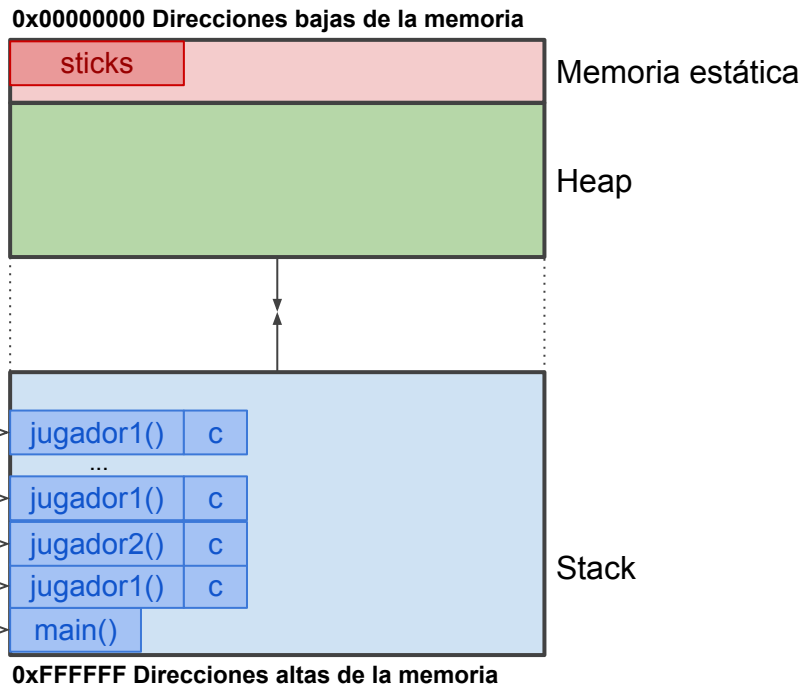 0x00000000 Direcciones bajas de la memoria
sticks
Memoria estática
Heap
jugador1() c
...
jugador1() c
jugador2() c
jugador1() c
Stack
main()
0xFFFFFF Direcciones altas de la memoria